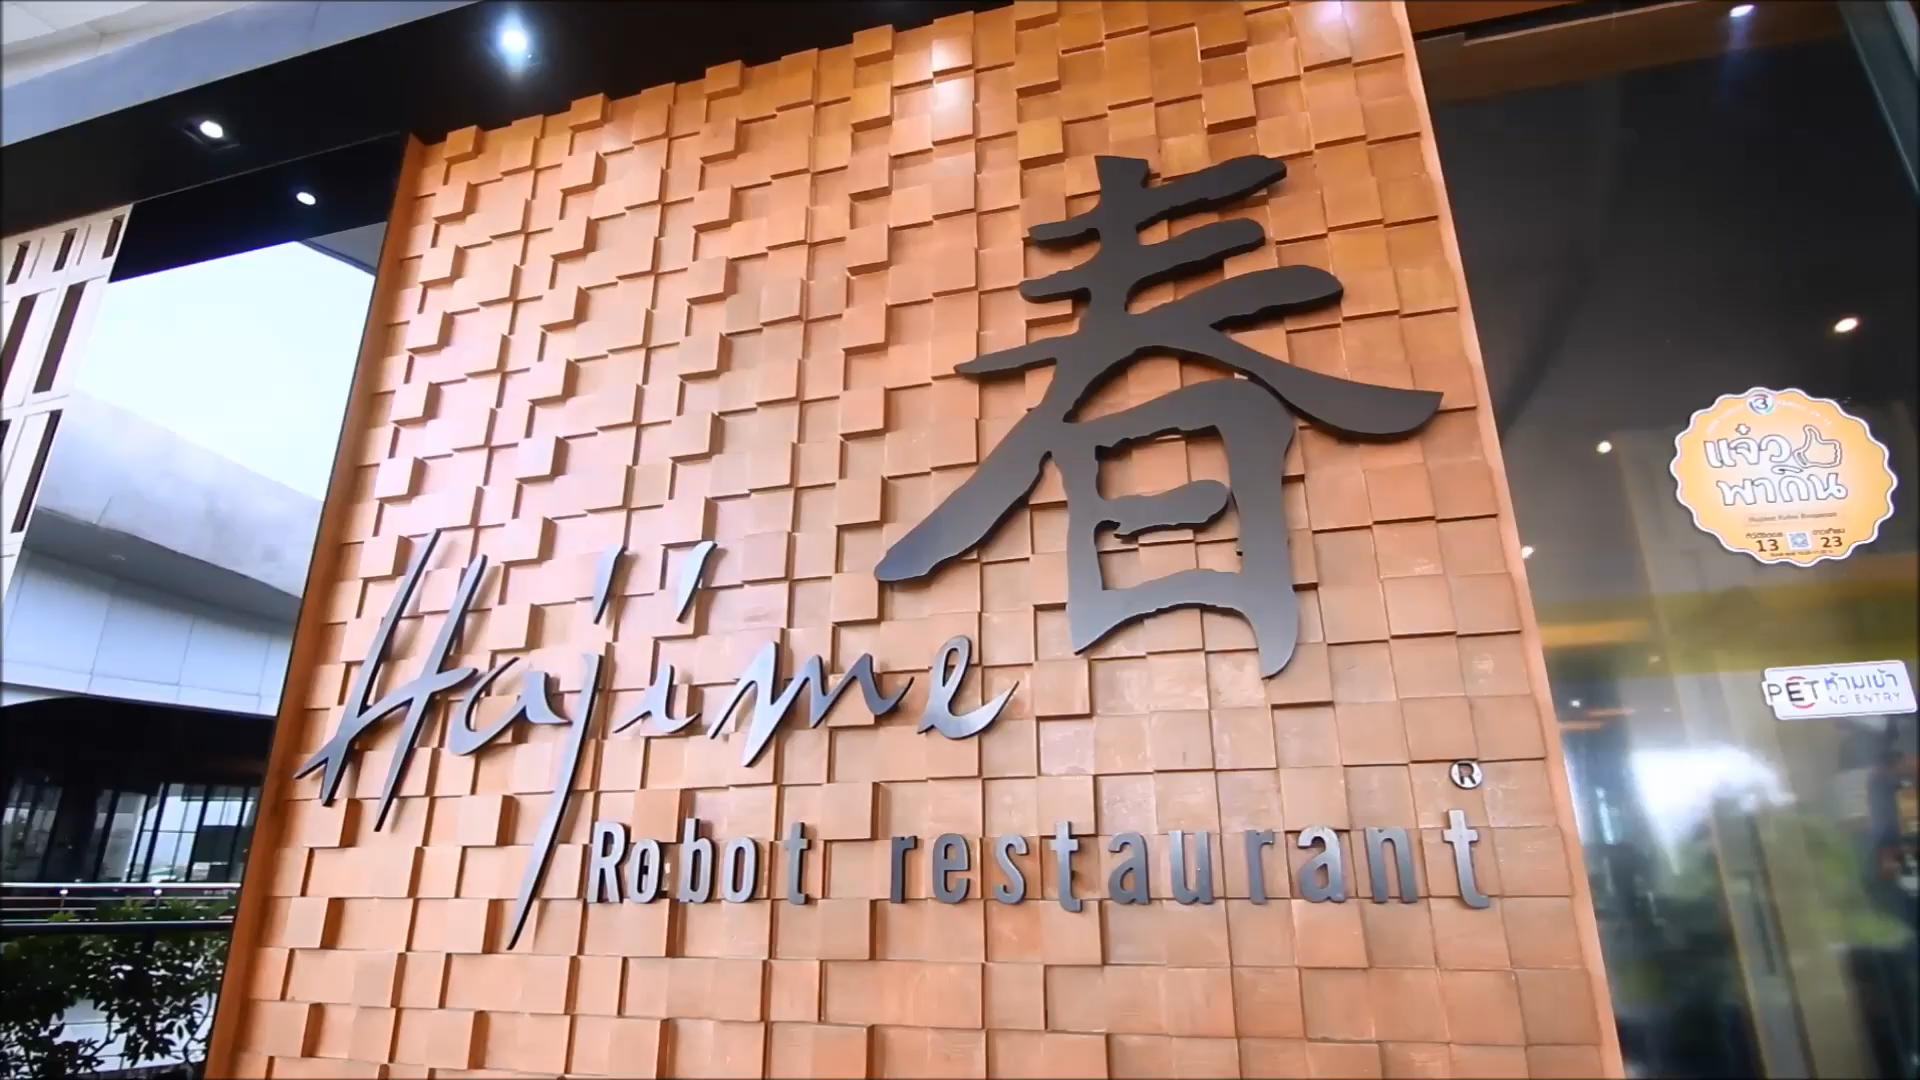 春
Hajime
®
Robot restaurant
3
แจ๋ว
พากิน
13 23
PET ห้ามเข้า
NO ENTRY